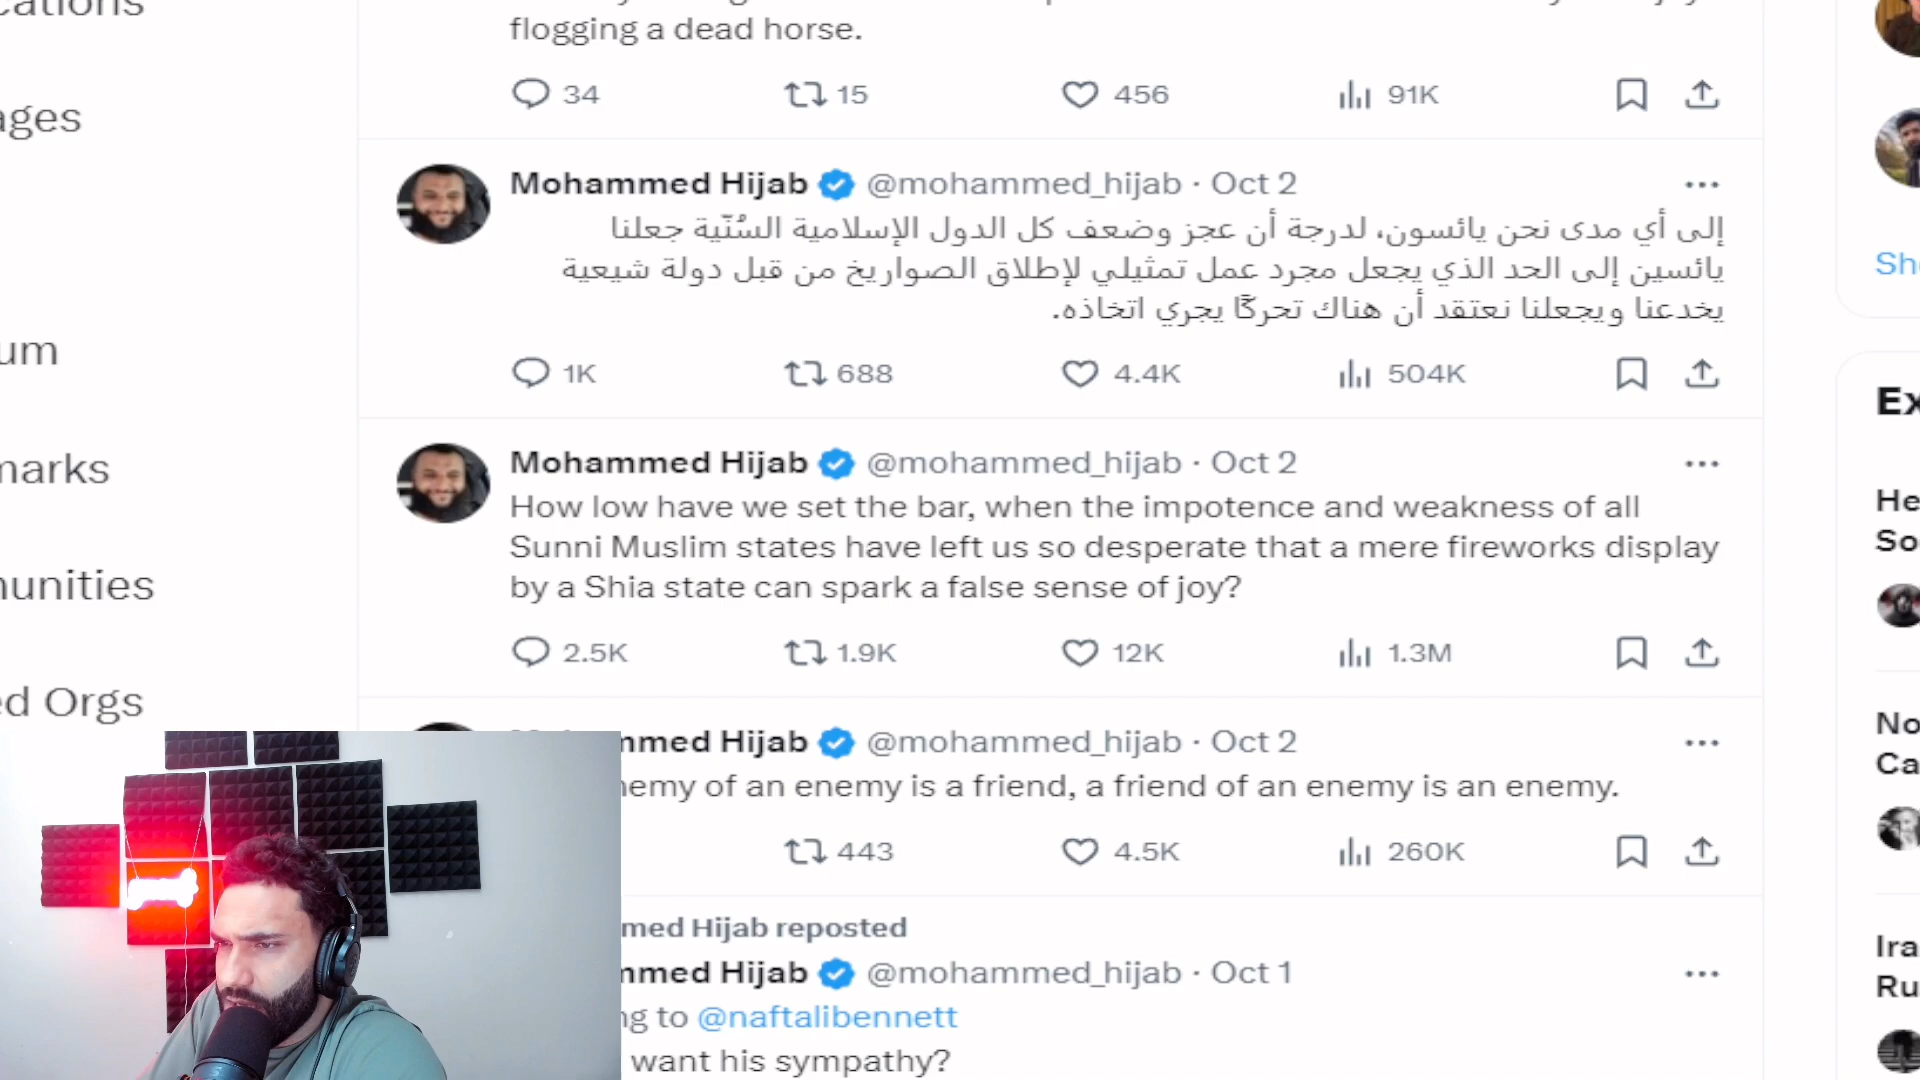 flogging a dead horse.
34 15 456 91K
Mohammed Hijab @mohammed_hijab · Oct 2
إلى أي مدى نحن يائسون، لدرجة أن عجز وضعف كل الدول الإسلامية السُنّية جعلنا
يائسين إلى الحد الذي يجعل مجرد عمل تمثيلي لإطلاق الصواريخ من قبل دولة شيعية
يخدعنا ويجعلنا نعتقد أن هناك تحركًا يجري اتخاذه.
1K 688 4.4K 504K
Mohammed Hijab @mohammed_hijab · Oct 2
How low have we set the bar, when the impotence and weakness of all
Sunni Muslim states have left us so desperate that a mere fireworks display
by a Shia state can spark a false sense of joy?
2.5K 1.9K 12K 1.3M
mmed Hijab @mohammed_hijab · Oct 2
emy of an enemy is a friend, a friend of an enemy is an enemy.
443 4.5K 260K
med Hijab reposted
mmed Hijab @mohammed_hijab · Oct 1
ng to @naftalibennett
want his sympathy?
cations
ages
um
marks
unities
ed Orgs
Sh
Ex
He
So
No
Ca
Ira
Ru